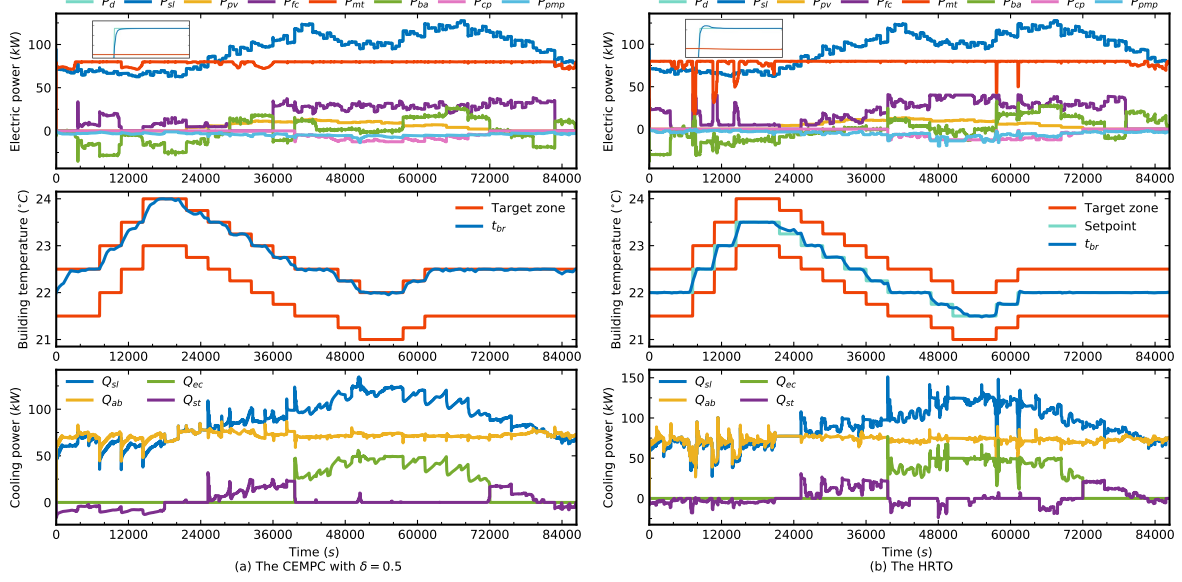 P_d P_sl P_pv P_fc P_mt P_ba P_cp P_pmp
Electric power (kW)
100
50
0
0 12000 24000 36000 48000 60000 72000 84000
Building temperature (°C)
24
23
22
21
Target zone
t_br
0 12000 24000 36000 48000 60000 72000 84000
Cooling power (kW)
100
50
0
Q_sl Q_ec
Q_ab Q_st
0 12000 24000 36000 48000 60000 72000 84000
Time (s)
(a) The CEMPC with δ = 0.5
P_d P_sl P_pv P_fc P_mt P_ba P_cp P_pmp
Electric power (kW)
100
50
0
0 12000 24000 36000 48000 60000 72000 84000
Building temperature (°C)
24
23
22
21
Target zone
Setpoint
t_br
0 12000 24000 36000 48000 60000 72000 84000
Cooling power (kW)
150
100
50
0
Q_sl Q_ec
Q_ab Q_st
0 12000 24000 36000 48000 60000 72000 84000
Time (s)
(b) The HRTO